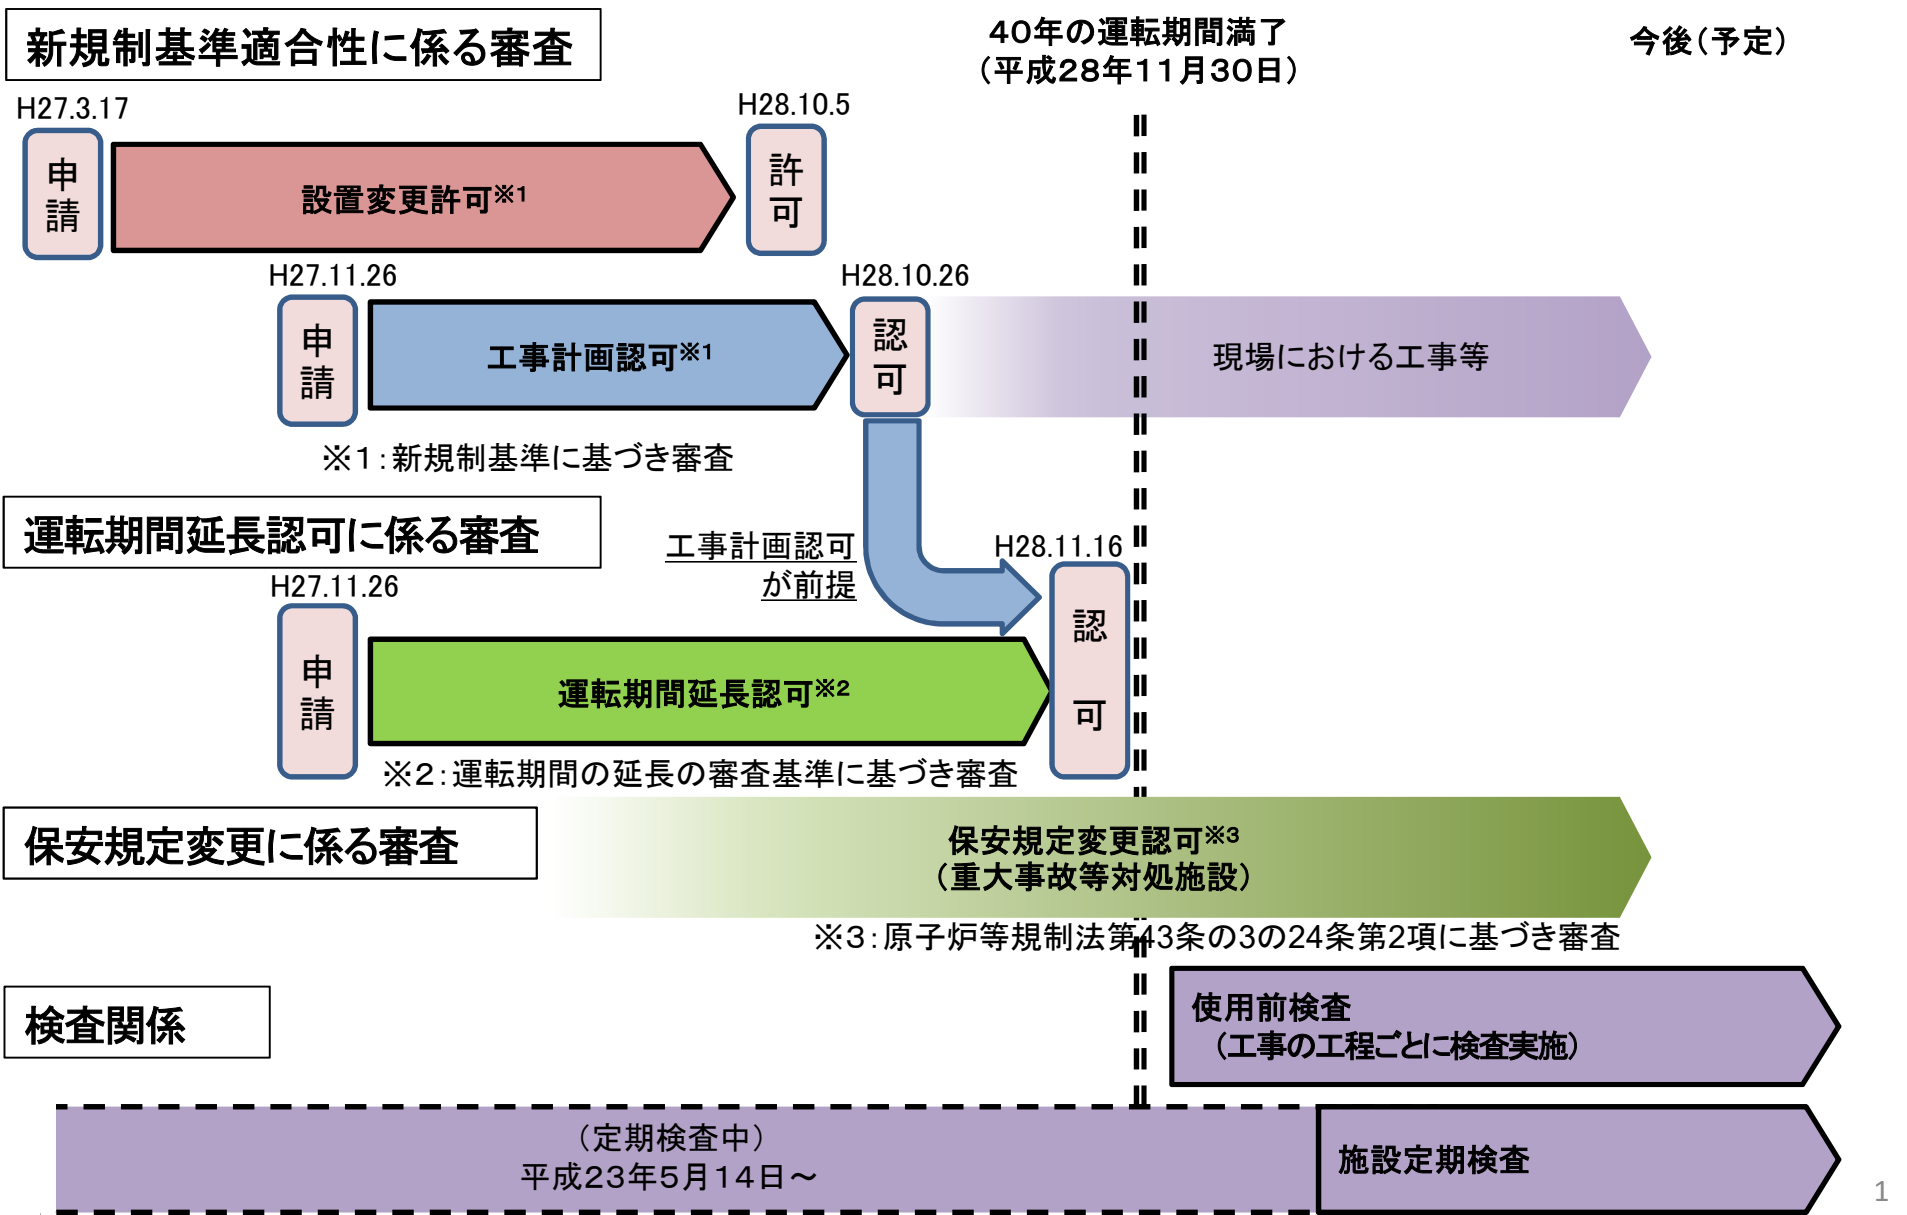 新規制基準適合性に係る審査
40年の運転期間満了
(平成28年11月30日)
今後(予定)
H27.3.17
申請
設置変更許可※1
H28.10.5
許可
H27.11.26
申請
工事計画認可※1
H28.10.26
認可
現場における工事等
※1:新規制基準に基づき審査
運転期間延長認可に係る審査
工事計画認可
が前提
H28.11.16
認可
H27.11.26
申請
運転期間延長認可※2
※2:運転期間の延長の審査基準に基づき審査
保安規定変更に係る審査
保安規定変更認可※3
(重大事故等対処施設)
※3:原子炉等規制法第43条の3の24条第2項に基づき審査
検査関係
使用前検査
(工事の工程ごとに検査実施)
(定期検査中)
平成23年5月14日～
施設定期検査
1